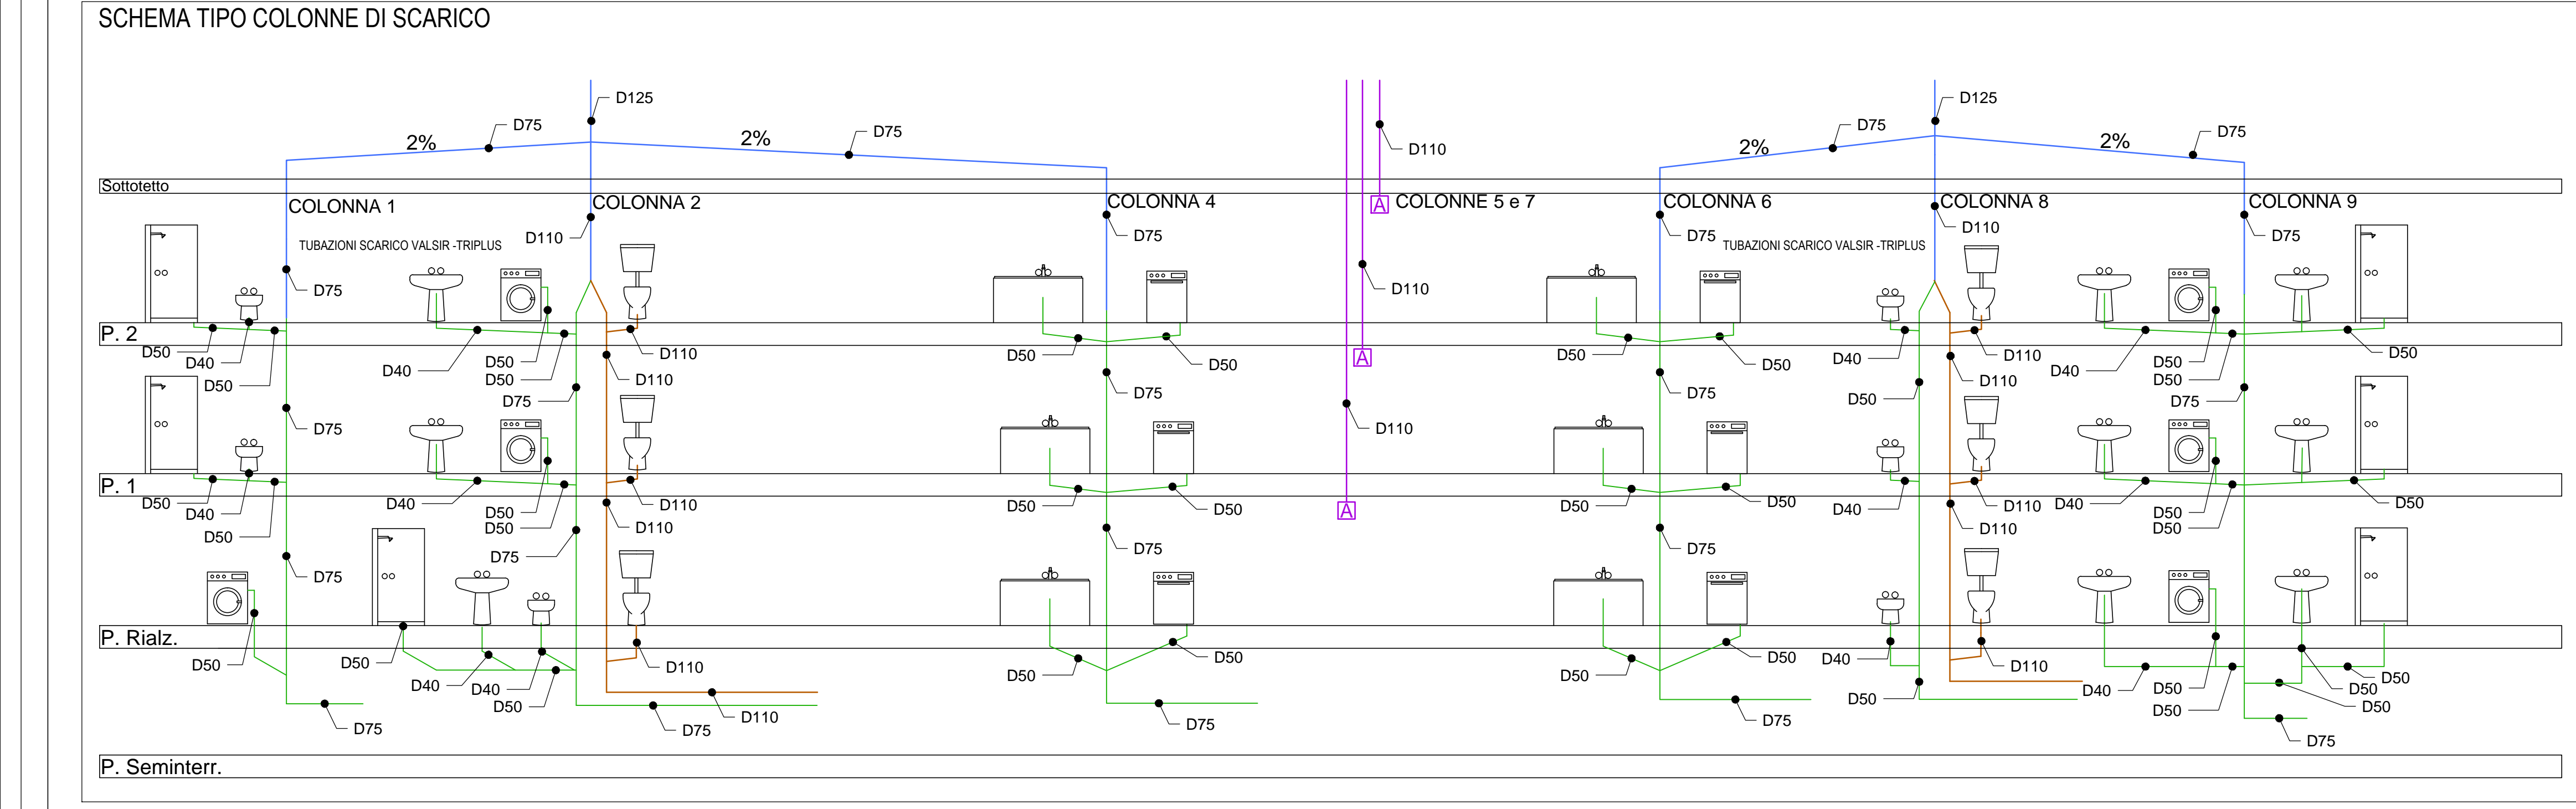 SCHEMA TIPO COLONNE DI SCARICO
D125
D125
D75
D75
D75
D75
2%
2%
2%
2%
D110
Sottotetto
COLONNA 1
COLONNA 2
COLONNA 4
A
COLONNE 5 e 7
COLONNA 6
COLONNA 8
COLONNA 9
TUBAZIONI SCARICO VALSIR -TRIPLUS
D110
D75
D75
D110
D75
TUBAZIONI SCARICO VALSIR -TRIPLUS
D75
D110
P. 2
D50
D40
D50
D40
D50
D50
D110
D50
D50
A
D50
D50
D40
D110
D40
D50
D50
D50
D75
D110
D75
D75
D50
D110
D75
D75
D110
P. 1
D50
D40
D50
D40
D50
D50
D110
D50
D50
A
D50
D50
D40
D110
D40
D50
D50
D50
D110
D75
D75
D75
D75
D110
P. Rialz.
D50
D50
D40
D40
D50
D110
D50
D50
D50
D50
D40
D110
D50
D40
D50
D50
D50
D50
D50
D75
D110
D75
D75
D75
D75
P. Seminterr.